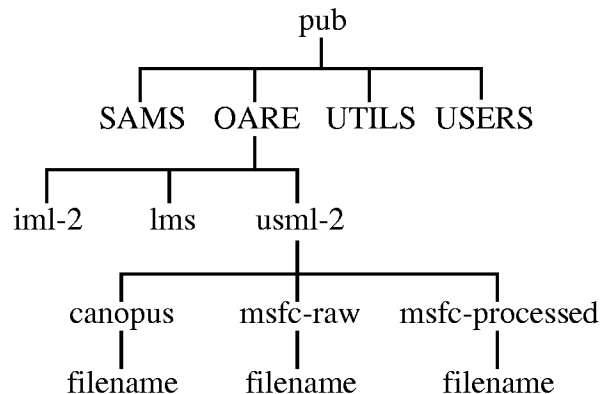 pub
SAMS OARE UTILS USERS
iml-2 lms usml-2
canopus msfc-raw msfc-processed
filename filename filename